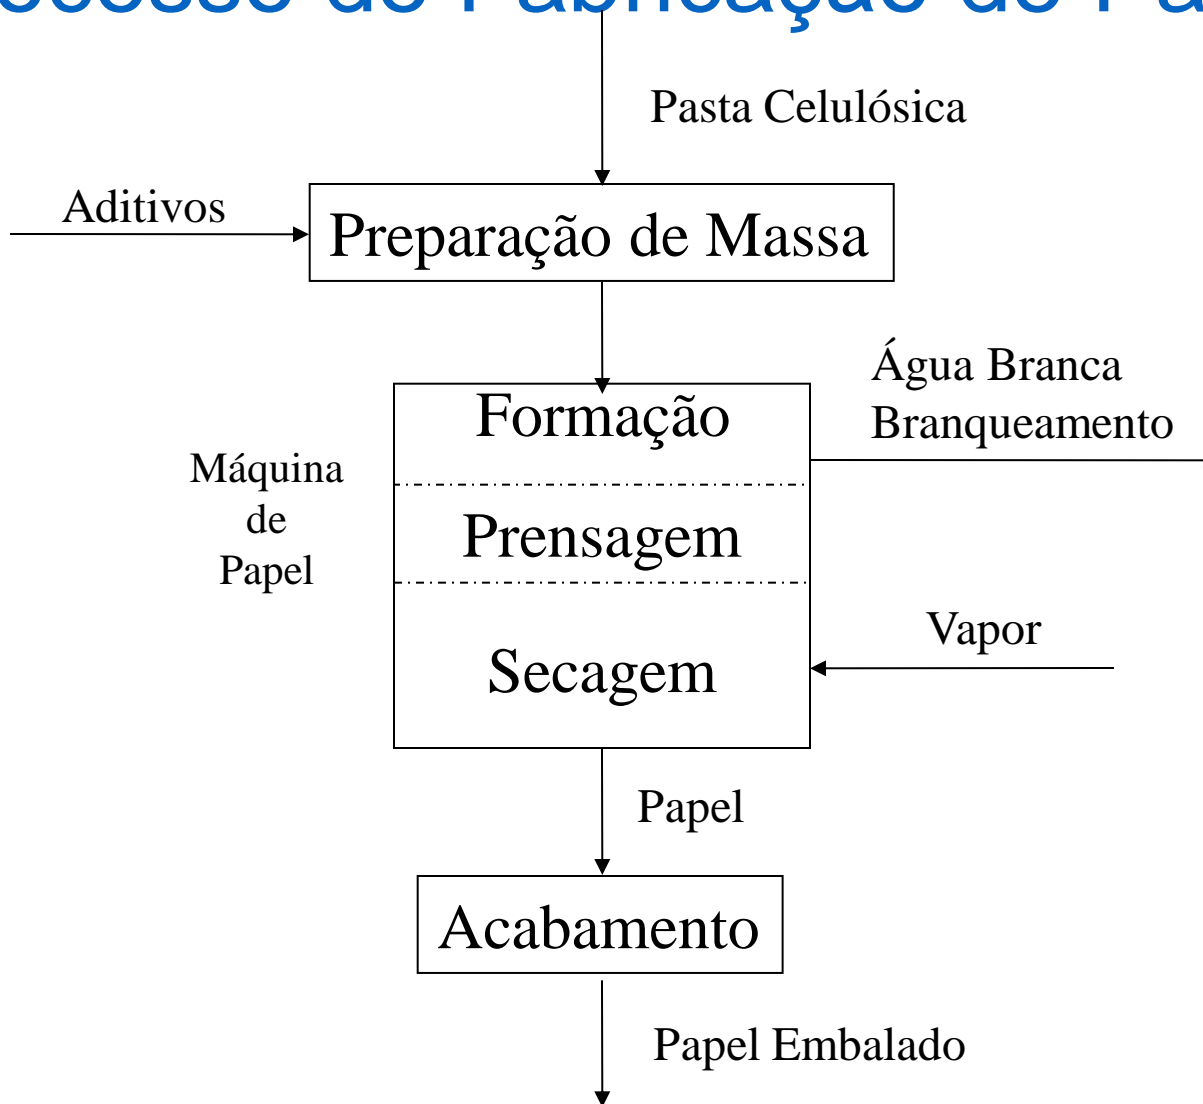 Fabricação
Pasta Celulósica
Aditivos
Preparação de Massa
Água Branca
Branqueamento
Formação
Máquina
de
Papel
Prensagem
Vapor
Secagem
Papel
Acabamento
Papel Embalado